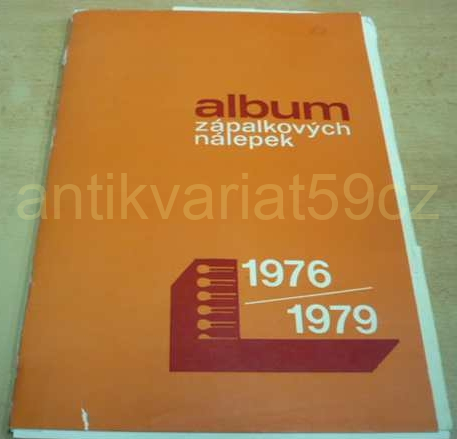 album
zápalkových
nálepek
antikvariat59cz
1976
1979